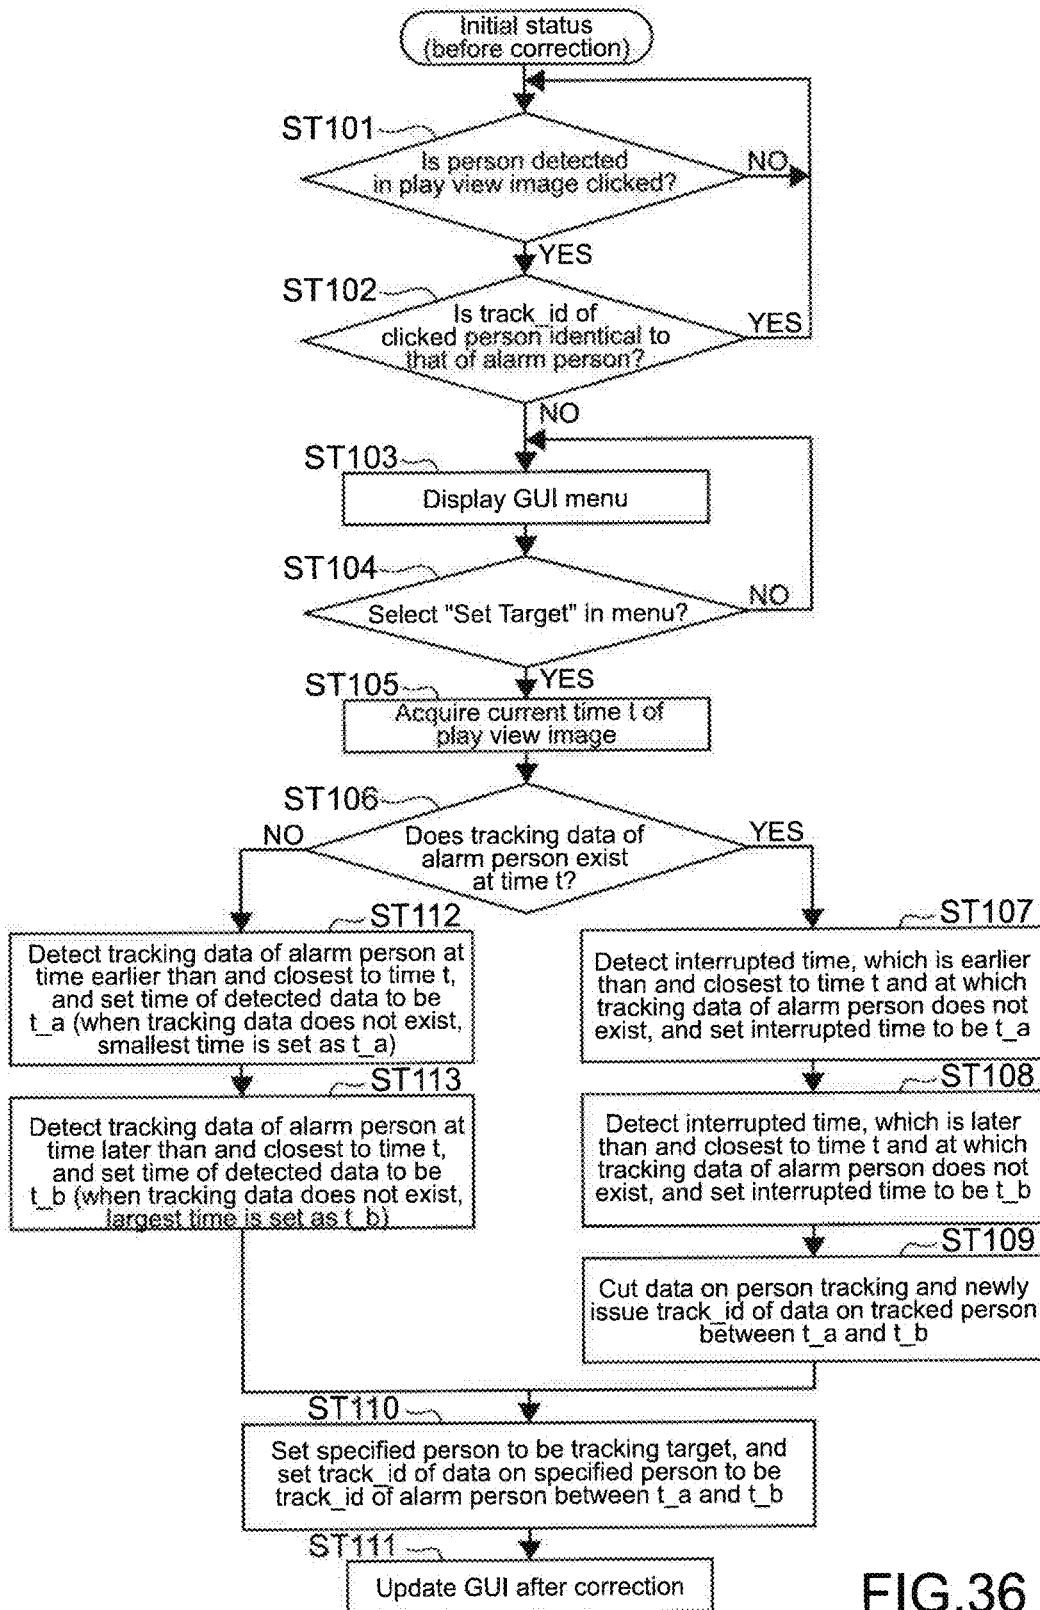 Initial status
(before correction)
ST101
Is person detected
in play view image clicked?
NO
YES
ST102
Is track_id of
clicked person identical to
that of alarm person?
YES
NO
ST103
Display GUI menu
ST104
Select "Set Target" in menu?
NO
YES
ST105
Acquire current time t of
play view image
ST106
Does tracking data of
alarm person exist
at time t?
NO
YES
ST112
Detect tracking data of alarm person at
time earlier than and closest to time t,
and set time of detected data to be
t_a (when tracking data does not exist,
smallest time is set as t_a)
ST107
Detect interrupted time, which is earlier
than and closest to time t and at which
tracking data of alarm person does not
exist, and set interrupted time to be t_a
ST113
Detect tracking data of alarm person at
time later than and closest to time t,
and set time of detected data to be
t_b (when tracking data does not exist,
largest time is set as t_b)
ST108
Detect interrupted time, which is later
than and closest to time t and at which
tracking data of alarm person does not
exist, and set interrupted time to be t_b
ST109
Cut data on person tracking and newly
issue track_id of data on tracked person
between t_a and t_b
ST110
Set specified person to be tracking target, and
set track_id of data on specified person to be
track_id of alarm person between t_a and t_b
ST111
Update GUI after correction
FIG.36